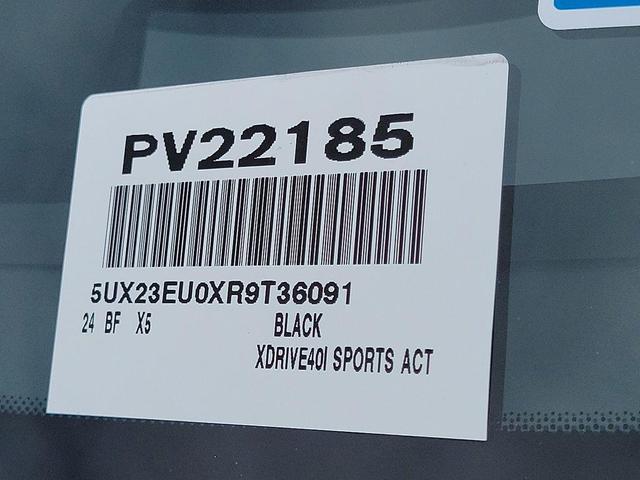 PV22185
5UX23EU0XR9T36091
24 BF X5 BLACK
XDRIVE40I SPORTS ACT